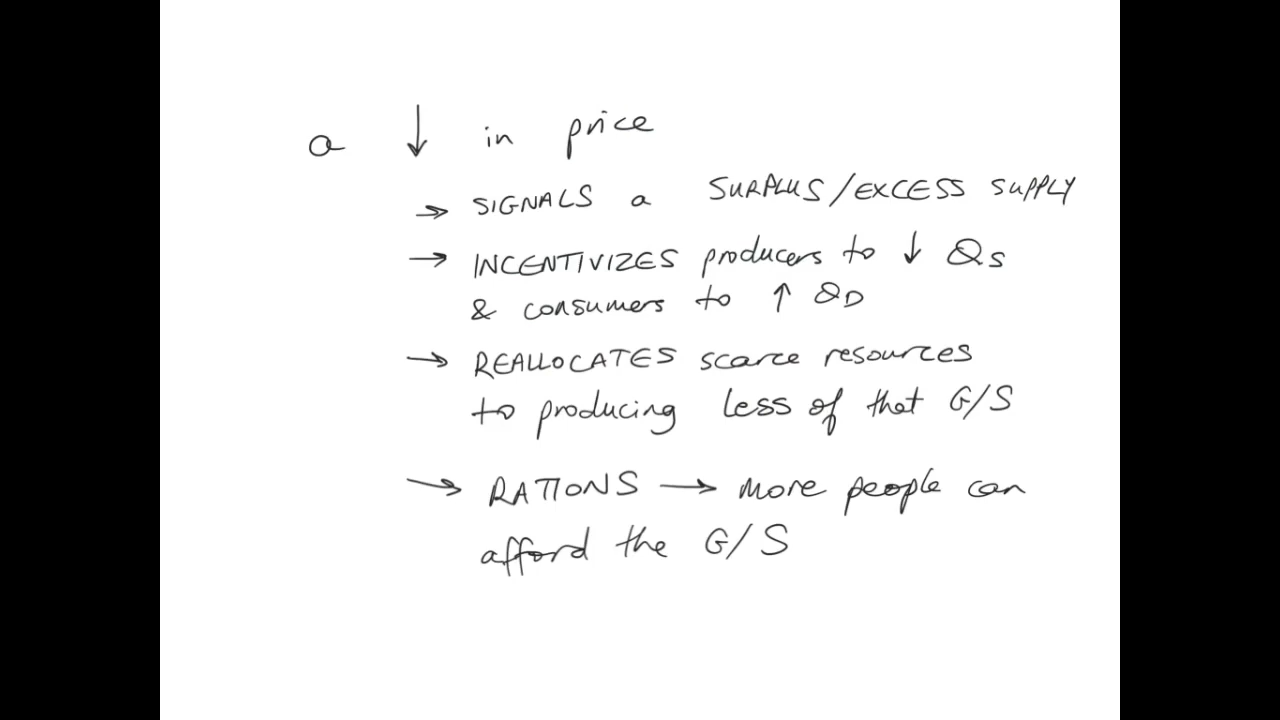 a ↓ in price
→ SIGNALS a SURPLUS/EXCESS SUPPLY
→ INCENTIVIZES producers to ↓ QS
& consumers to ↑ QD
→ REALLOCATES scarce resources
to producing less of that G/S
→ RATIONS → more people can
afford the G/S